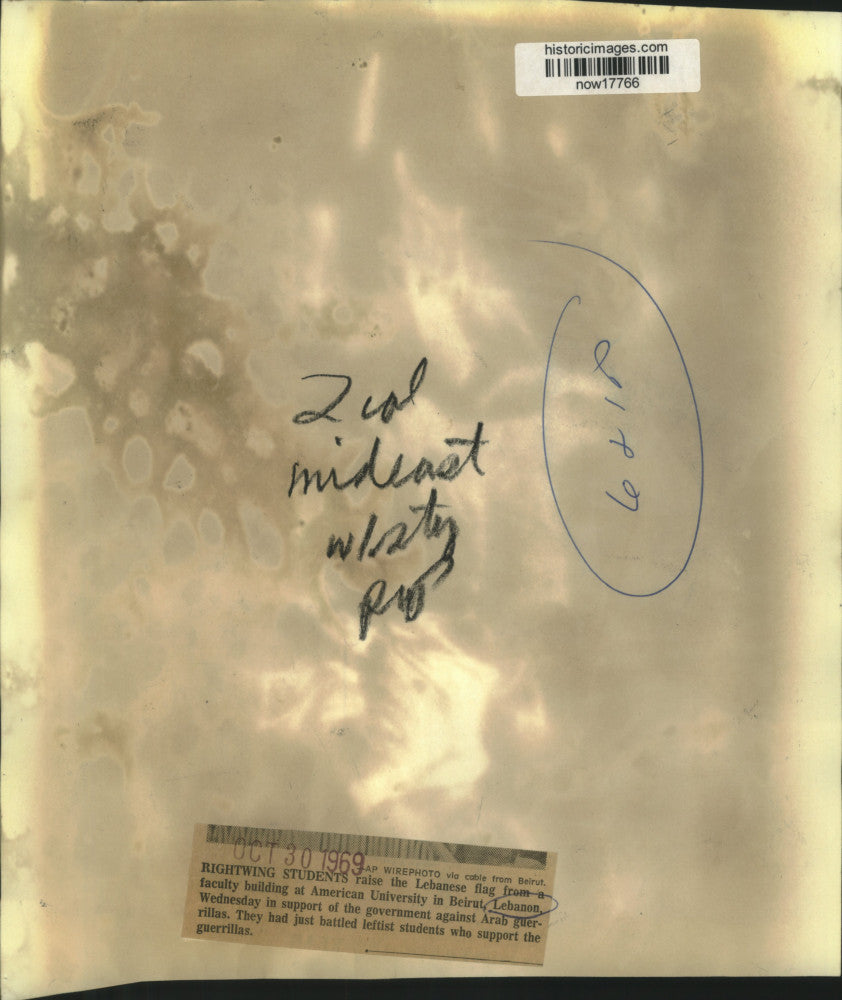 historicimages.com
now17766
2 col
mideast
w/sty
OCT 30 1969
AP WIREPHOTO via cable from Beirut.
RIGHTWING STUDENTS raise the Lebanese flag from a
faculty building at American University in Beirut, Lebanon,
Wednesday in support of the government against Arab guer-
rillas. They had just battled leftist students who support the
guerrillas.